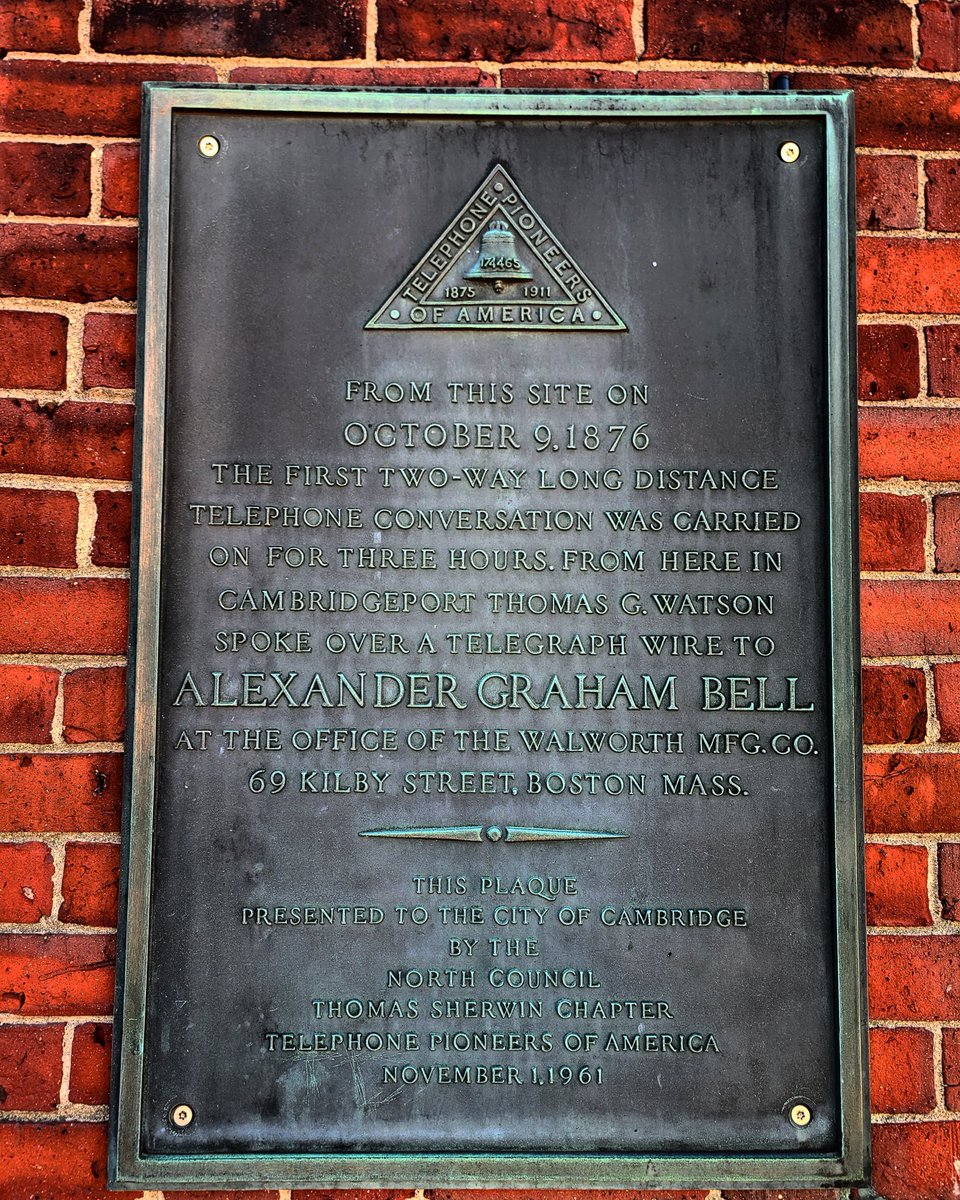 TELEPHONE PIONEERS
OF AMERICA
174465
1875 1911
FROM THIS SITE ON
OCTOBER 9, 1876
THE FIRST TWO-WAY LONG DISTANCE
TELEPHONE CONVERSATION WAS CARRIED
ON FOR THREE HOURS. FROM HERE IN
CAMBRIDGEPORT THOMAS G. WATSON
SPOKE OVER A TELEGRAPH WIRE TO
ALEXANDER GRAHAM BELL
AT THE OFFICE OF THE WALWORTH MFG. CO.
69 KILBY STREET, BOSTON MASS.
THIS PLAQUE
PRESENTED TO THE CITY OF CAMBRIDGE
BY THE
NORTH COUNCIL
THOMAS SHERWIN CHAPTER
TELEPHONE PIONEERS OF AMERICA
NOVEMBER 1, 1961